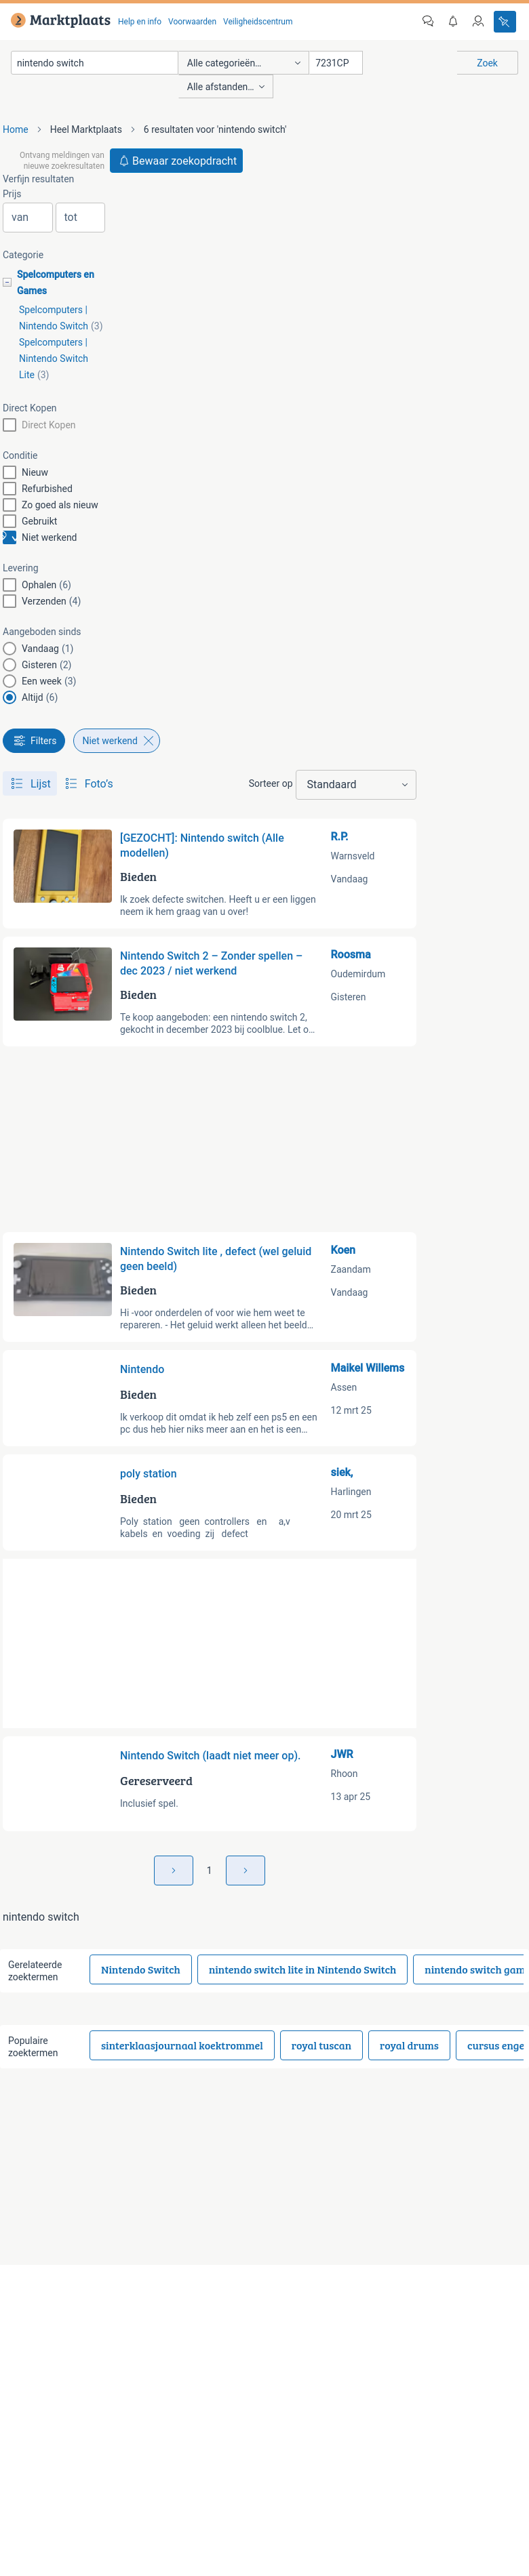 Marktplaats Help en info Voorwaarden Veiligheidscentrum
nintendo switch Alle categorieën… 7231CP Zoek
Alle afstanden…
Home Heel Marktplaats 6 resultaten voor 'nintendo switch'
Ontvang meldingen van
nieuwe zoekresultaten
Bewaar zoekopdracht
Verfijn resultaten
Prijs
van tot
Categorie
Spelcomputers en
Games
Spelcomputers |
Nintendo Switch (3)
Spelcomputers |
Nintendo Switch
Lite (3)
Direct Kopen
Direct Kopen
Conditie
Nieuw
Refurbished
Zo goed als nieuw
Gebruikt
Niet werkend
Levering
Ophalen (6)
Verzenden (4)
Aangeboden sinds
Vandaag (1)
Gisteren (2)
Een week (3)
Altijd (6)
Filters Niet werkend
Lijst Foto's Sorteer op Standaard
[GEZOCHT]: Nintendo switch (Alle
modellen)
Bieden
Ik zoek defecte switchen. Heeft u er een liggen
neem ik hem graag van u over!
R.P.
Warnsveld
Vandaag
Nintendo Switch 2 – Zonder spellen –
dec 2023 / niet werkend
Bieden
Te koop aangeboden: een nintendo switch 2,
gekocht in december 2023 bij coolblue. Let o...
Roosma
Oudemirdum
Gisteren
Nintendo Switch lite , defect (wel geluid
geen beeld)
Bieden
Hi -voor onderdelen of voor wie hem weet te
repareren. - Het geluid werkt alleen het beeld...
Koen
Zaandam
Vandaag
Nintendo
Bieden
Ik verkoop dit omdat ik heb zelf een ps5 en een
pc dus heb hier niks meer aan en het is een...
Maikel Willems
Assen
12 mrt 25
poly station
Bieden
Poly station geen controllers en a,v
kabels en voeding zij defect
siek,
Harlingen
20 mrt 25
Nintendo Switch (laadt niet meer op).
Gereserveerd
Inclusief spel.
JWR
Rhoon
13 apr 25
1
nintendo switch
Gerelateerde
zoektermen
Nintendo Switch nintendo switch lite in Nintendo Switch nintendo switch gam
Populaire
zoektermen
sinterklaasjournaal koektrommel royal tuscan royal drums cursus enge